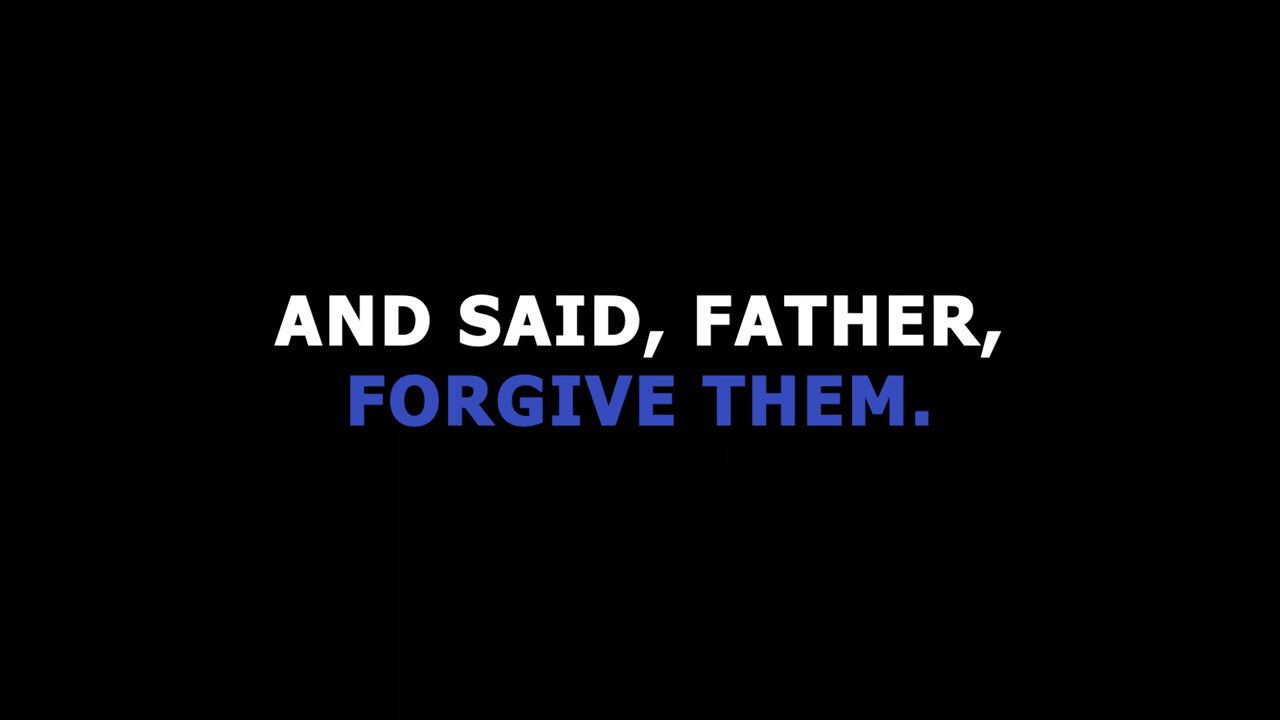 AND SAID, FATHER,
FORGIVE THEM.